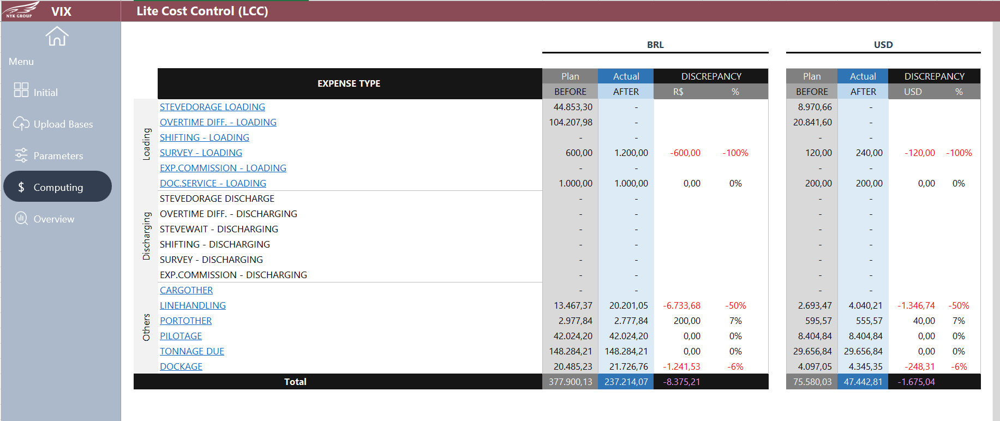 NYK GROUP
VIX
Lite Cost Control (LCC)
Menu
Initial
Upload Bases
Parameters
$ Computing
Overview
BRL USD
EXPENSE TYPE Plan Actual DISCREPANCY Plan Actual DISCREPANCY
BEFORE AFTER R$ % BEFORE AFTER USD %
Loading
STEVEDORAGE LOADING 44.853,30 - 8.970,66 -
OVERTIME DIFF. - LOADING 104.207,98 - 20.841,60 -
SHIFTING - LOADING - - - -
SURVEY - LOADING 600,00 1.200,00 -600,00 -100% 120,00 240,00 -120,00 -100%
EXP.COMMISSION - LOADING - - - -
DOC.SERVICE - LOADING 1.000,00 1.000,00 0,00 0% 200,00 200,00 0,00 0%
Discharging
STEVEDORAGE DISCHARGE - - - -
OVERTIME DIFF. - DISCHARGING - - - -
STEVEWAIT - DISCHARGING - - - -
SHIFTING - DISCHARGING - - - -
SURVEY - DISCHARGING - - - -
EXP.COMMISSION - DISCHARGING - - - -
Others
CARGOTHER - - - -
LINEHANDLING 13.467,37 20.201,05 -6.733,68 -50% 2.693,47 4.040,21 -1.346,74 -50%
PORTOTHER 2.977,84 2.777,84 200,00 7% 595,57 555,57 40,00 7%
PILOTAGE 42.024,20 42.024,20 0,00 0% 8.404,84 8.404,84 0,00 0%
TONNAGE DUE 148.284,21 148.284,21 0,00 0% 29.656,84 29.656,84 0,00 0%
DOCKAGE 20.485,23 21.726,76 -1.241,53 -6% 4.097,05 4.345,35 -248,31 -6%
Total 377.900,13 237.214,07 -8.375,21 75.580,03 47.442,81 -1.675,04